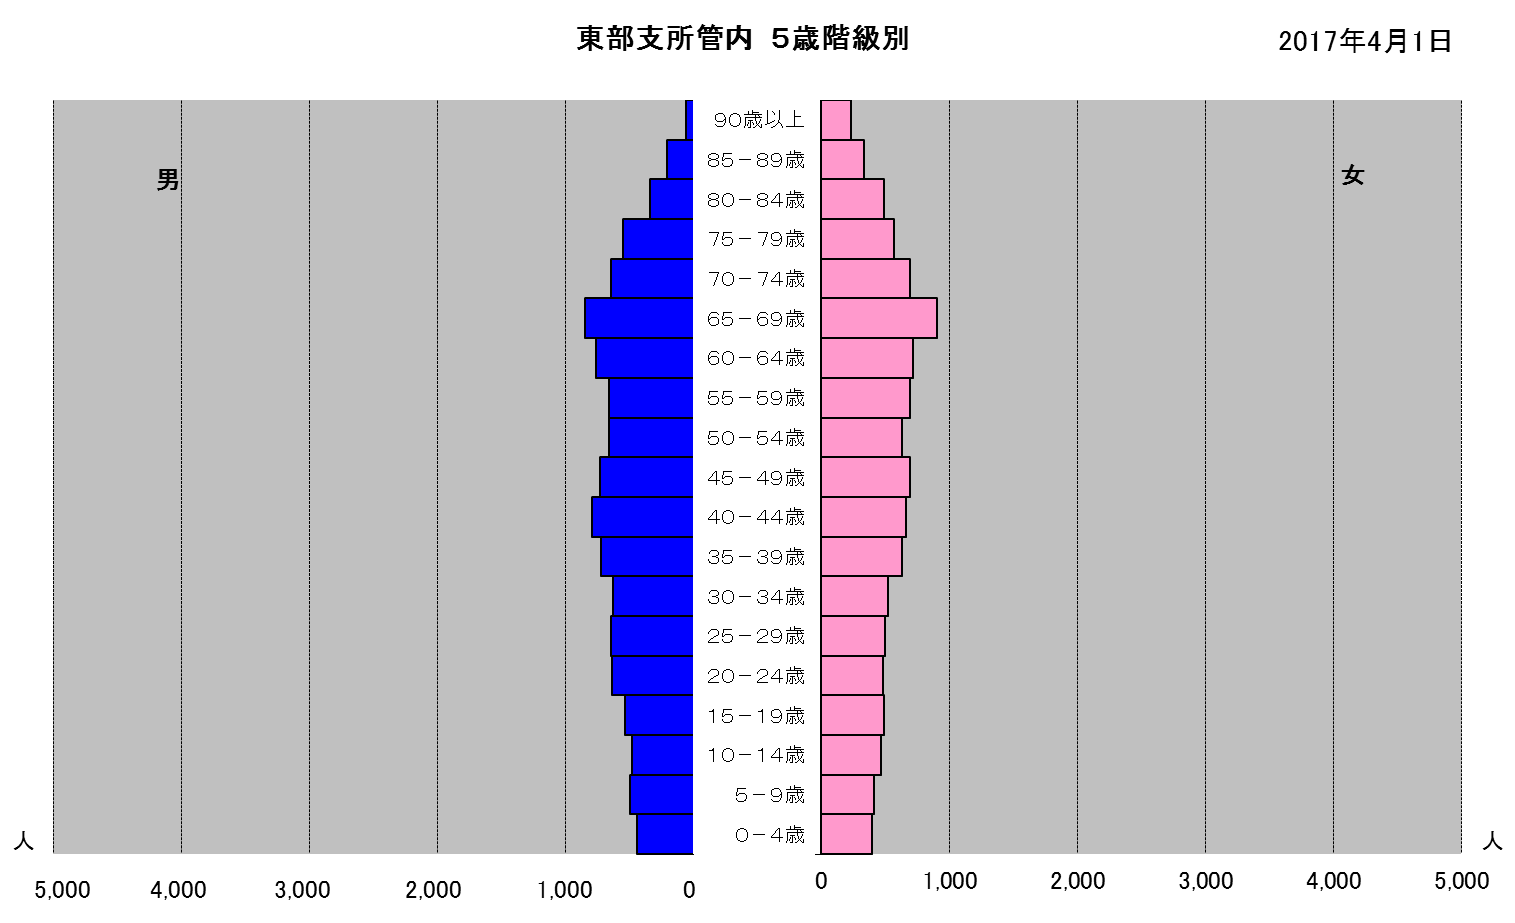 東部支所管内 ５歳階級別
2017年4月1日
９０歳以上
８５－８９歳
男
女
８０－８４歳
７５－７９歳
７０－７４歳
６５－６９歳
６０－６４歳
５５－５９歳
５０－５４歳
４５－４９歳
４０－４４歳
３５－３９歳
３０－３４歳
２５－２９歳
２０－２４歳
１５－１９歳
１０－１４歳
５－９歳
０－４歳
人
人
5,000 4,000 3,000 2,000 1,000 0
0 1,000 2,000 3,000 4,000 5,000